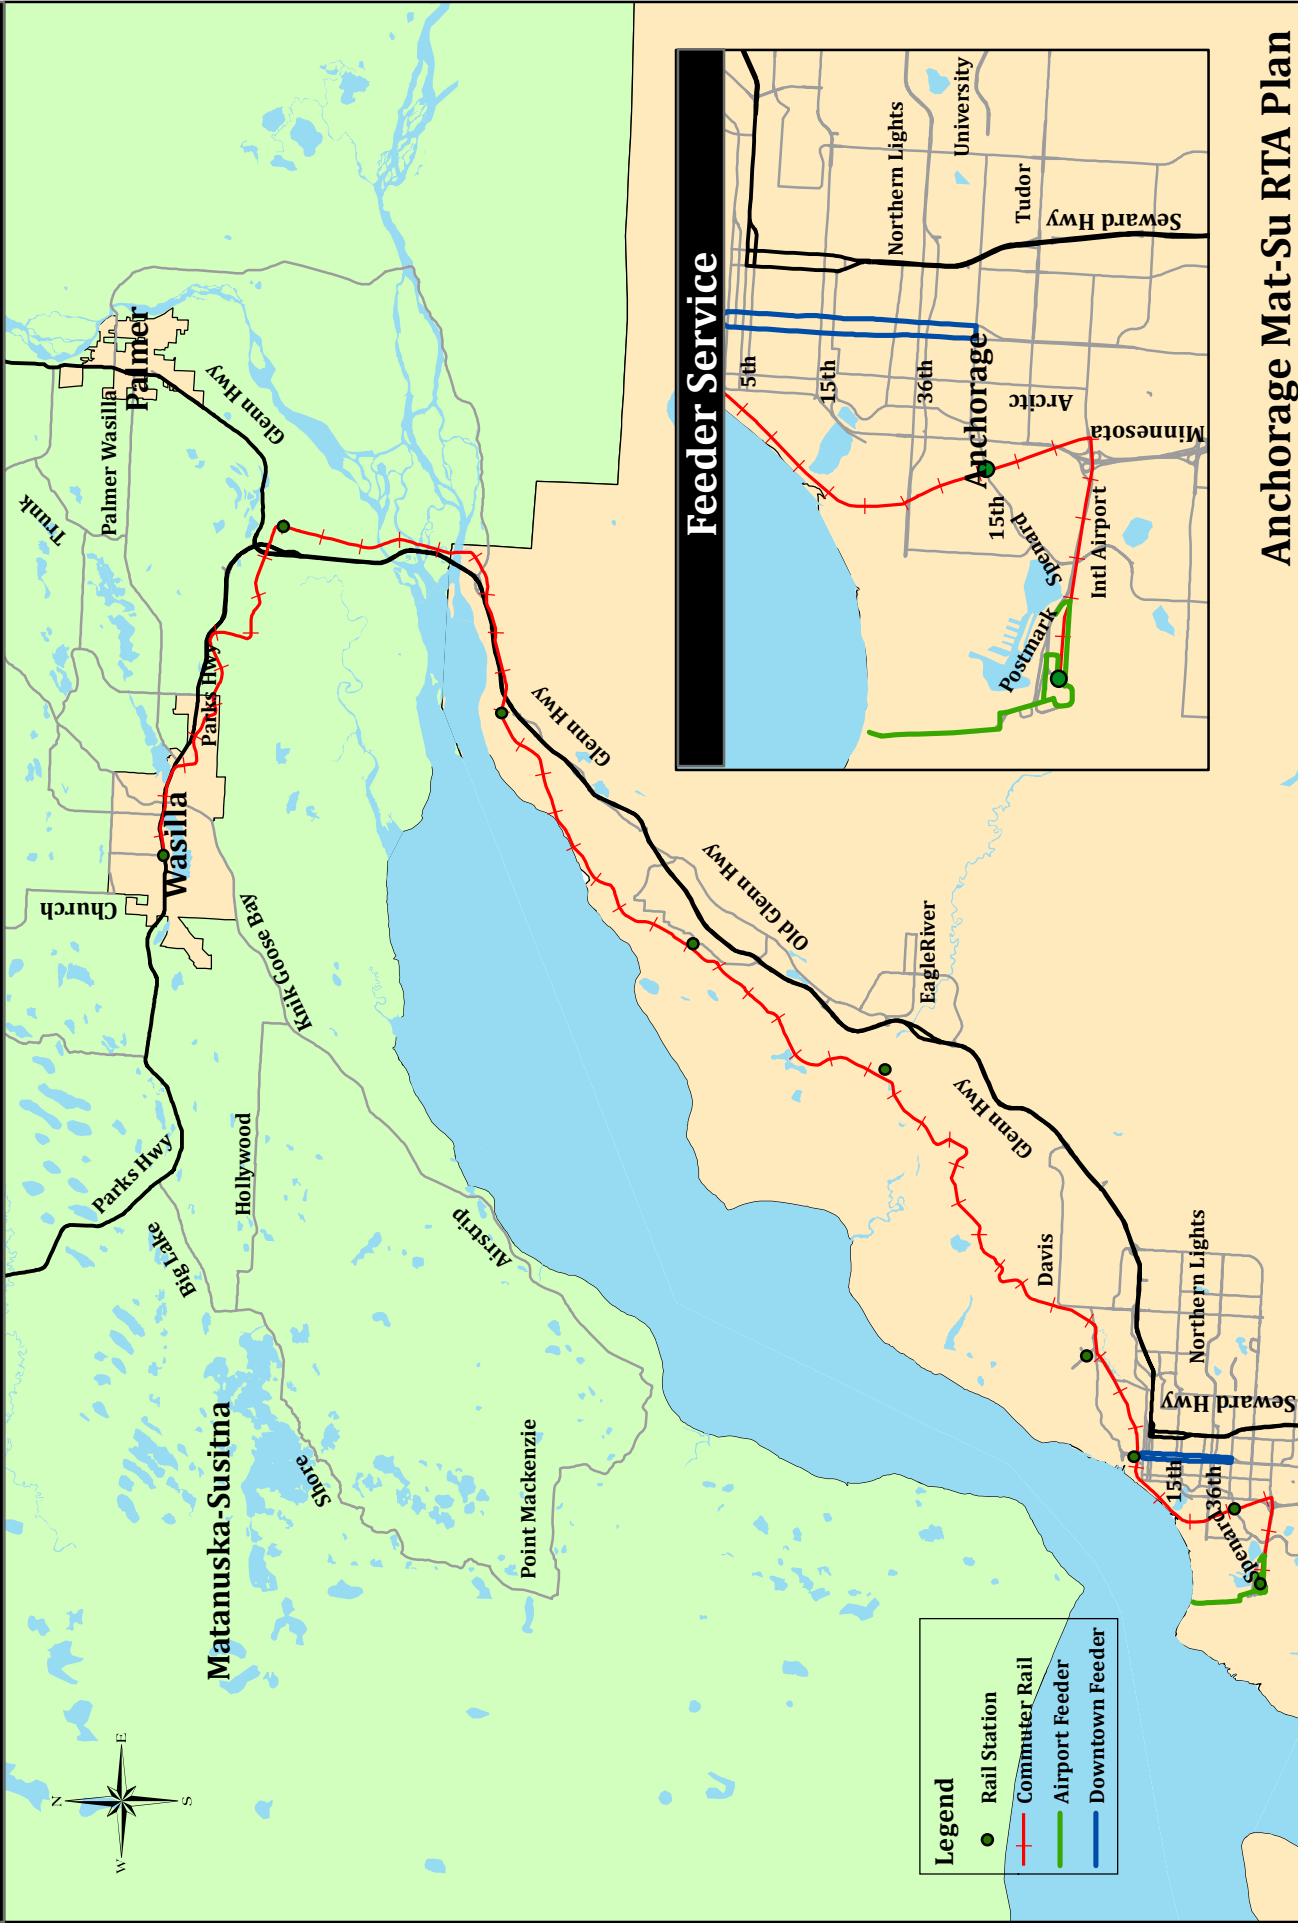 Matanuska-Susitna
Palmer
Wasilla
Palmer Wasilla
Trunk
Glenn Hwy
Parks Hwy
Church
Knik Goose Bay
Parks Hwy
Hollywood
Big Lake
Airstrip
Shore
Point Mackenzie
Glenn Hwy
Old Glenn Hwy
EagleRiver
Glenn Hwy
Davis
Northern Lights
Seward Hwy
15th
36th
Spenard
N
E
S
W
Legend
Rail Station
Commuter Rail
Airport Feeder
Downtown Feeder
Feeder Service
5th
15th
Northern Lights
36th
University
Anchorage
Tudor
Seward Hwy
Arcitc
Minnesota
15th
Spenard
Intl Airport
Postmark
Anchorage Mat-Su RTA Plan